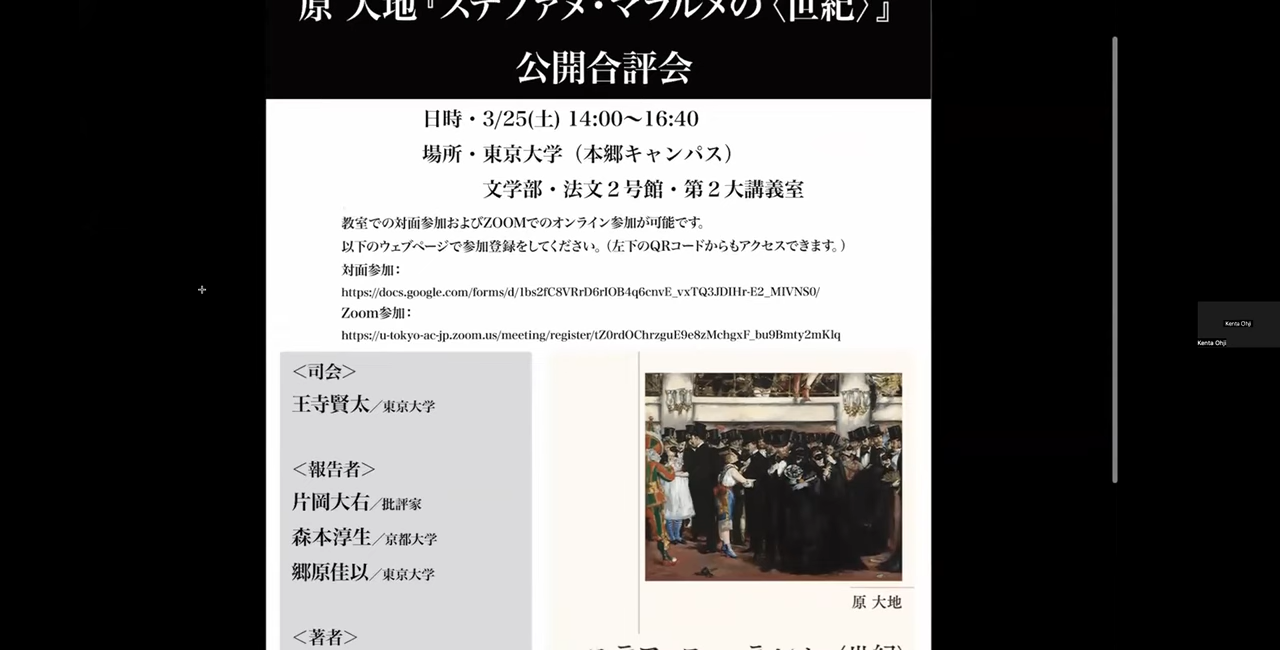 原 大地『ステファヌ・マラルメの〈世紀〉』
公開合評会
日時・3/25(土) 14:00〜16:40
場所・東京大学（本郷キャンパス）
文学部・法文２号館・第２大講義室
教室での対面参加およびZOOMでのオンライン参加が可能です。
以下のウェブページで参加登録をしてください。（左下のQRコードからもアクセスできます。）
対面参加：
https://docs.google.com/forms/d/1bs2fC8VRrD6rIOB4q6cnvE_vxTQ3JDIHr-E2_MIVNS0/
Zoom参加：
https://u-tokyo-ac-jp.zoom.us/meeting/register/tZ0rdOChrzguE9e8zMchgxF_bu9Bmty2mKlq
＜司会＞
王寺賢太／東京大学
＜報告者＞
片岡大右／批評家
森本淳生／京都大学
郷原佳以／東京大学
＜著者＞
原 大地
Kenta Ohji
Kenta Ohji